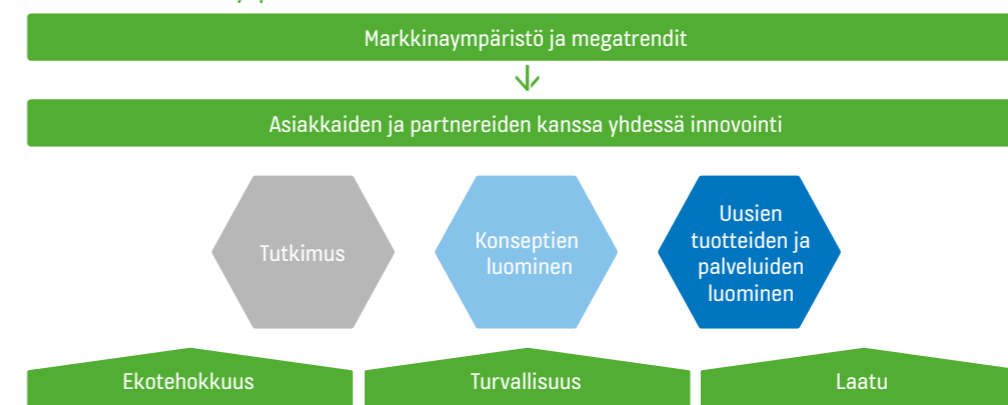 Markkinaympäristö ja megatrendit
Asiakkaiden ja partnereiden kanssa yhdessä innovointi
Tutkimus
Konseptien
luominen
Uusien
tuotteiden ja
palveluiden
luominen
Ekotehokkuus
Turvallisuus
Laatu